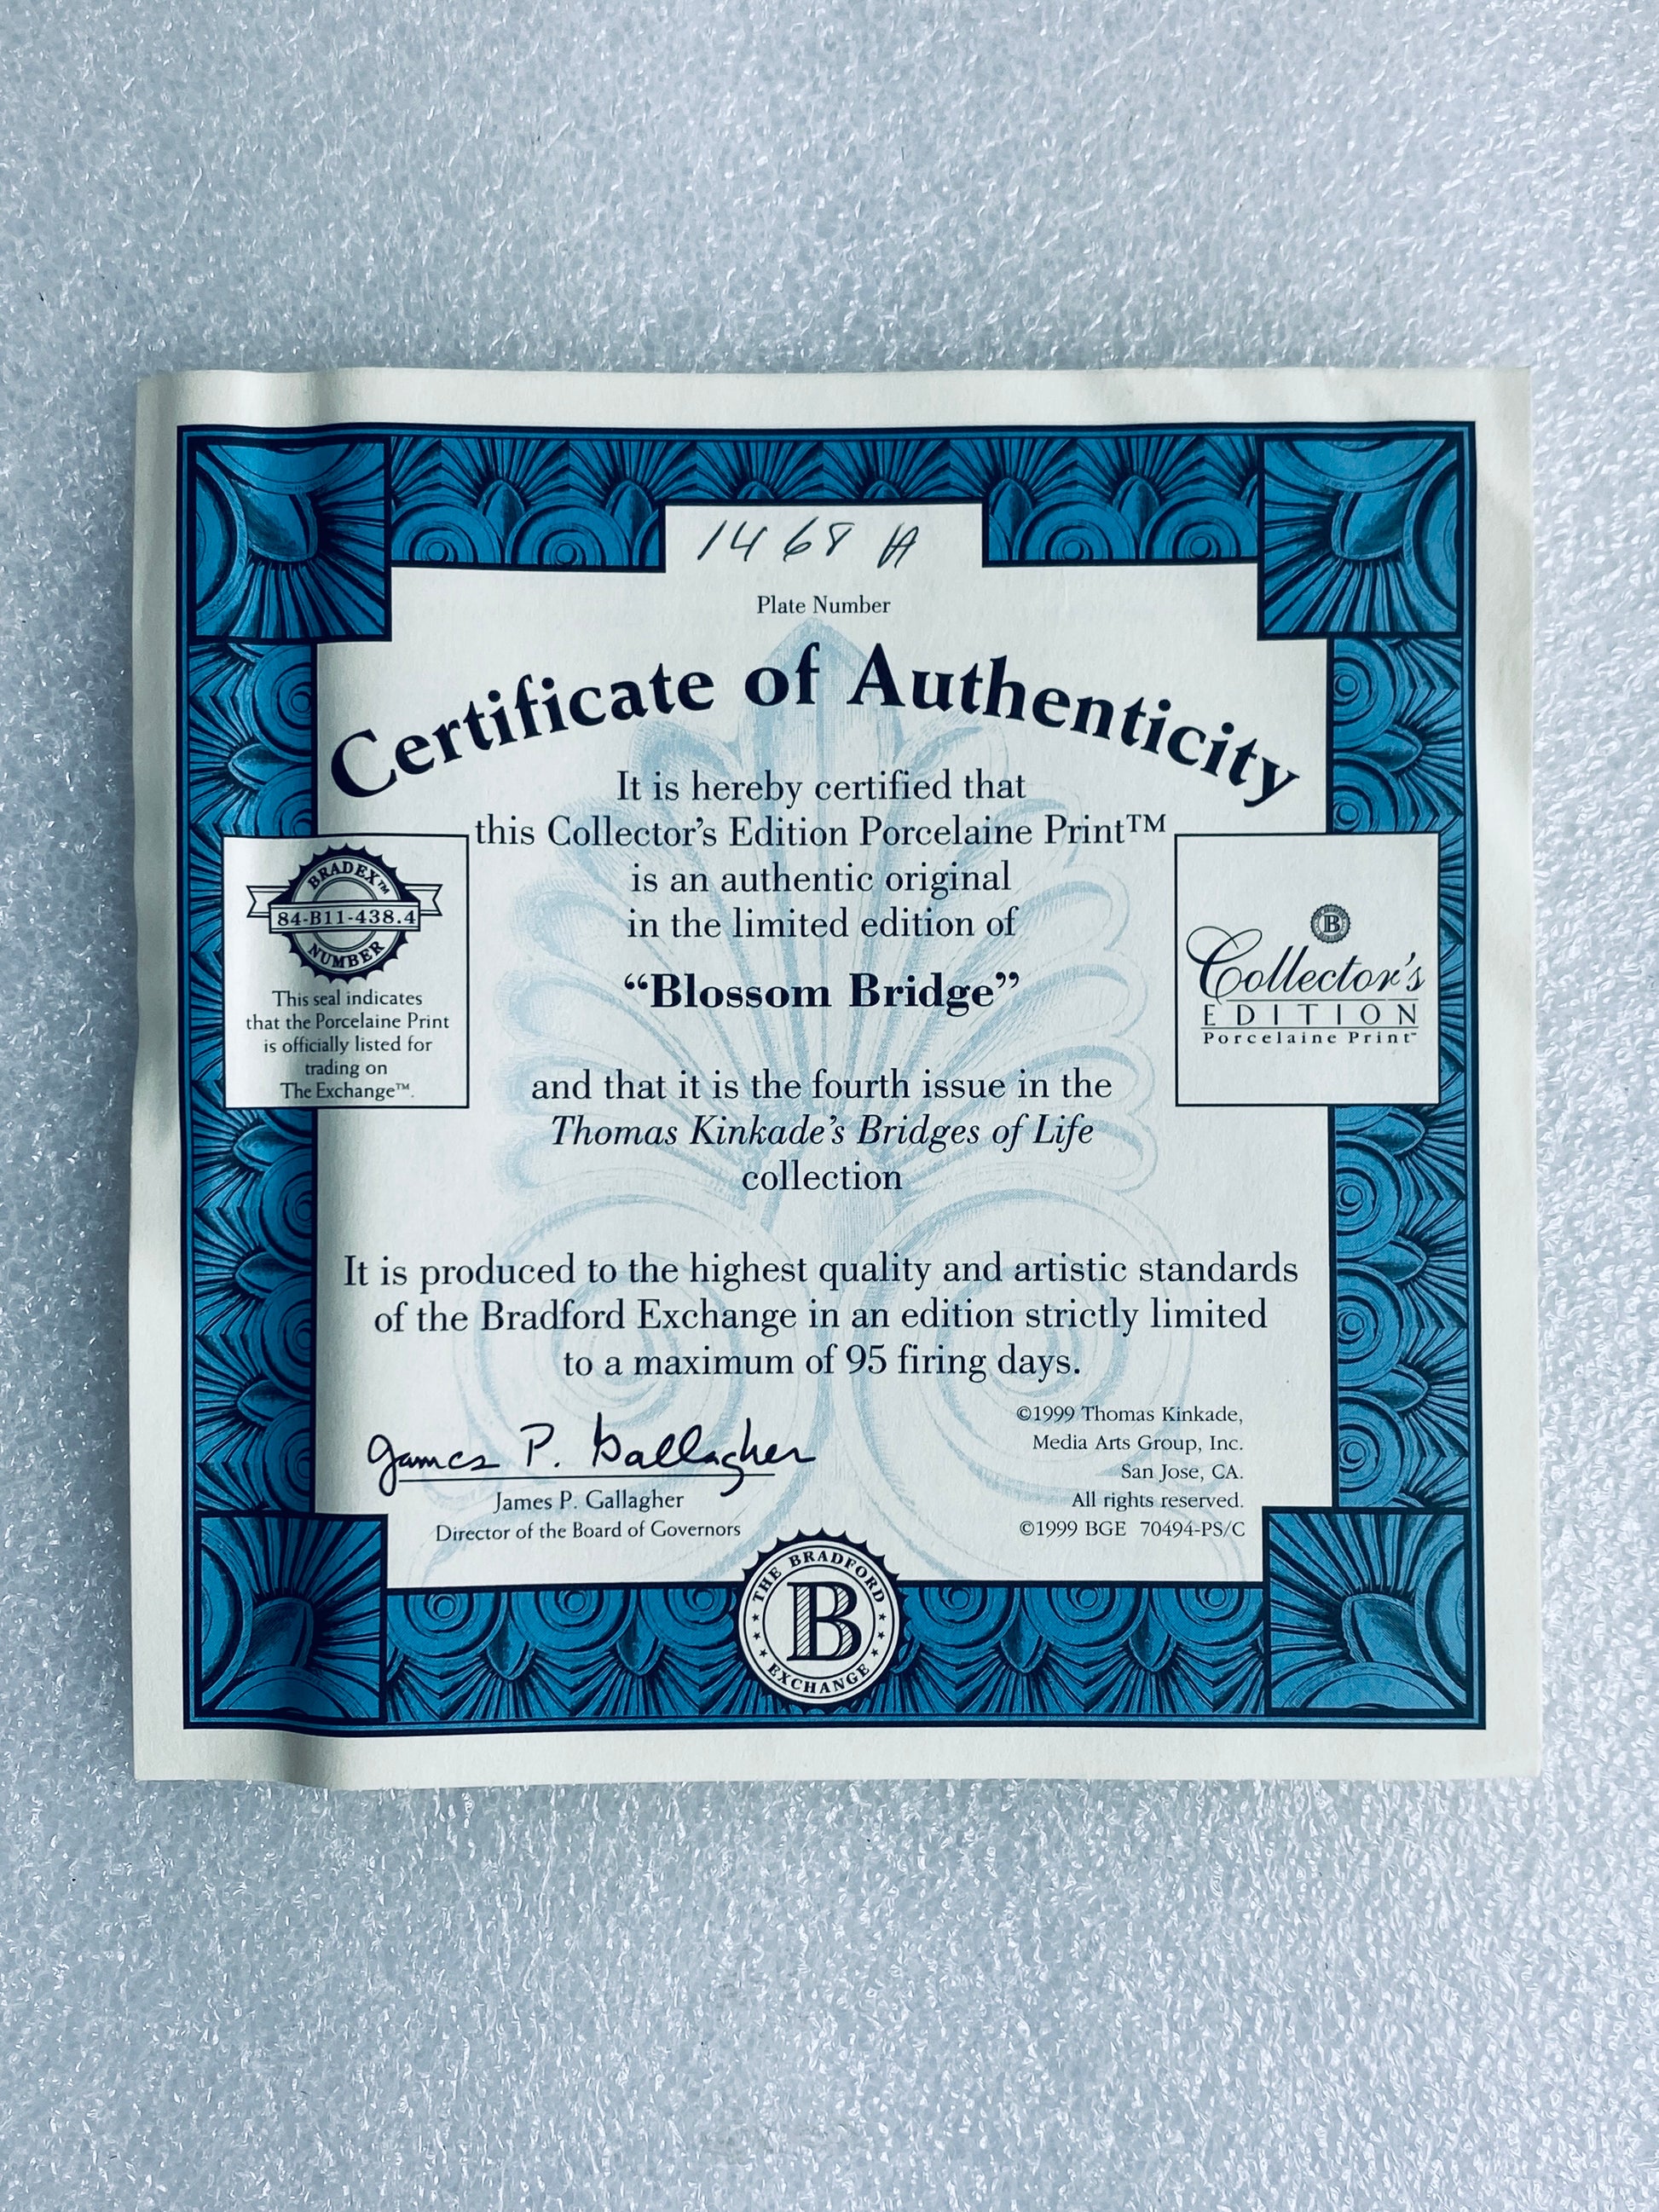 1468 A
Plate Number
Certificate of Authenticity
It is hereby certified that
this Collector's Edition Porcelaine Print™
is an authentic original
in the limited edition of
“Blossom Bridge”
and that it is the fourth issue in the
Thomas Kinkade's Bridges of Life
collection
It is produced to the highest quality and artistic standards
of the Bradford Exchange in an edition strictly limited
to a maximum of 95 firing days.
BRADEX™
84-B11-438.4
NUMBER
This seal indicates
that the Porcelaine Print
is officially listed for
trading on
The Exchange™.
B
Collector's
EDITION
Porcelaine Print™
James P. Gallagher
James P. Gallagher
Director of the Board of Governors
©1999 Thomas Kinkade,
Media Arts Group, Inc.
San Jose, CA.
All rights reserved.
©1999 BGE 70494-PS/C
THE BRADFORD
B
EXCHANGE